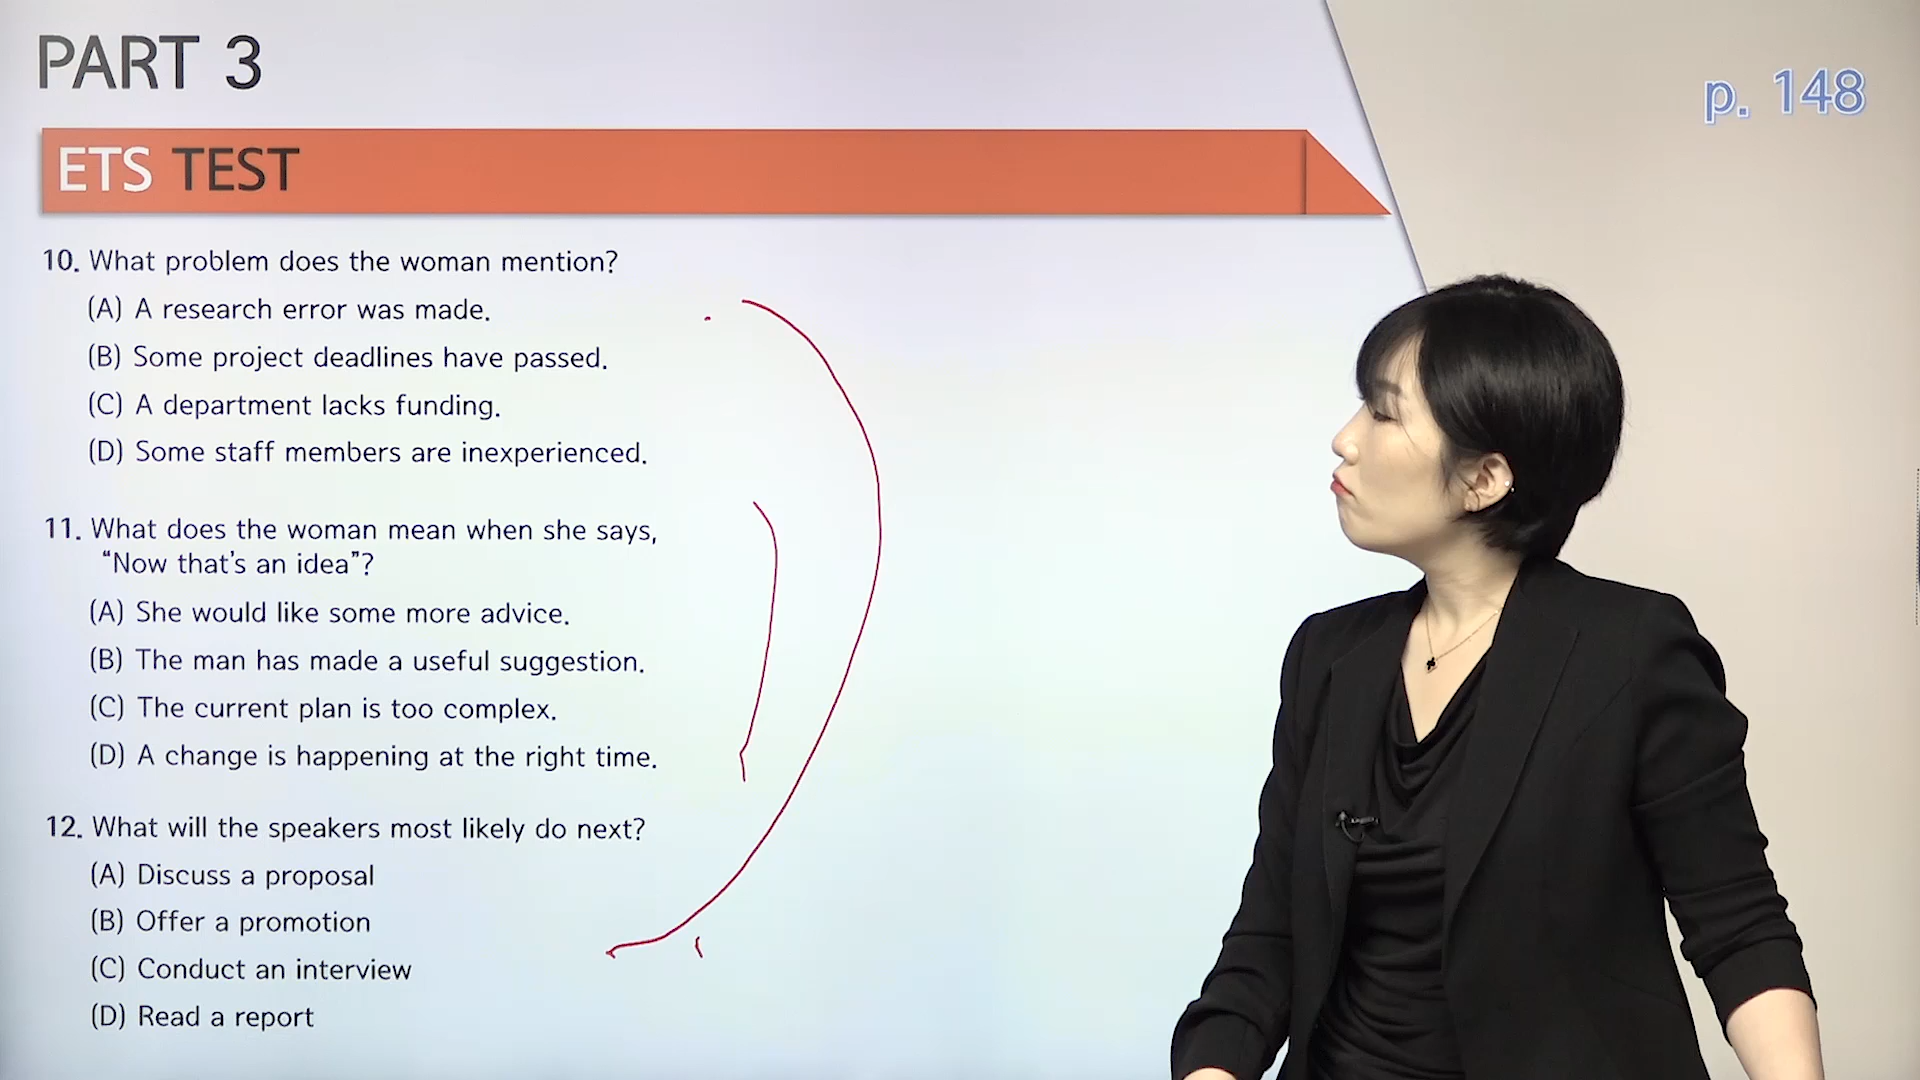 PART 3
p. 148
ETS TEST
10. What problem does the woman mention?
(A) A research error was made.
(B) Some project deadlines have passed.
(C) A department lacks funding.
(D) Some staff members are inexperienced.
11. What does the woman mean when she says,
“Now that's an idea”?
(A) She would like some more advice.
(B) The man has made a useful suggestion.
(C) The current plan is too complex.
(D) A change is happening at the right time.
12. What will the speakers most likely do next?
(A) Discuss a proposal
(B) Offer a promotion
(C) Conduct an interview
(D) Read a report